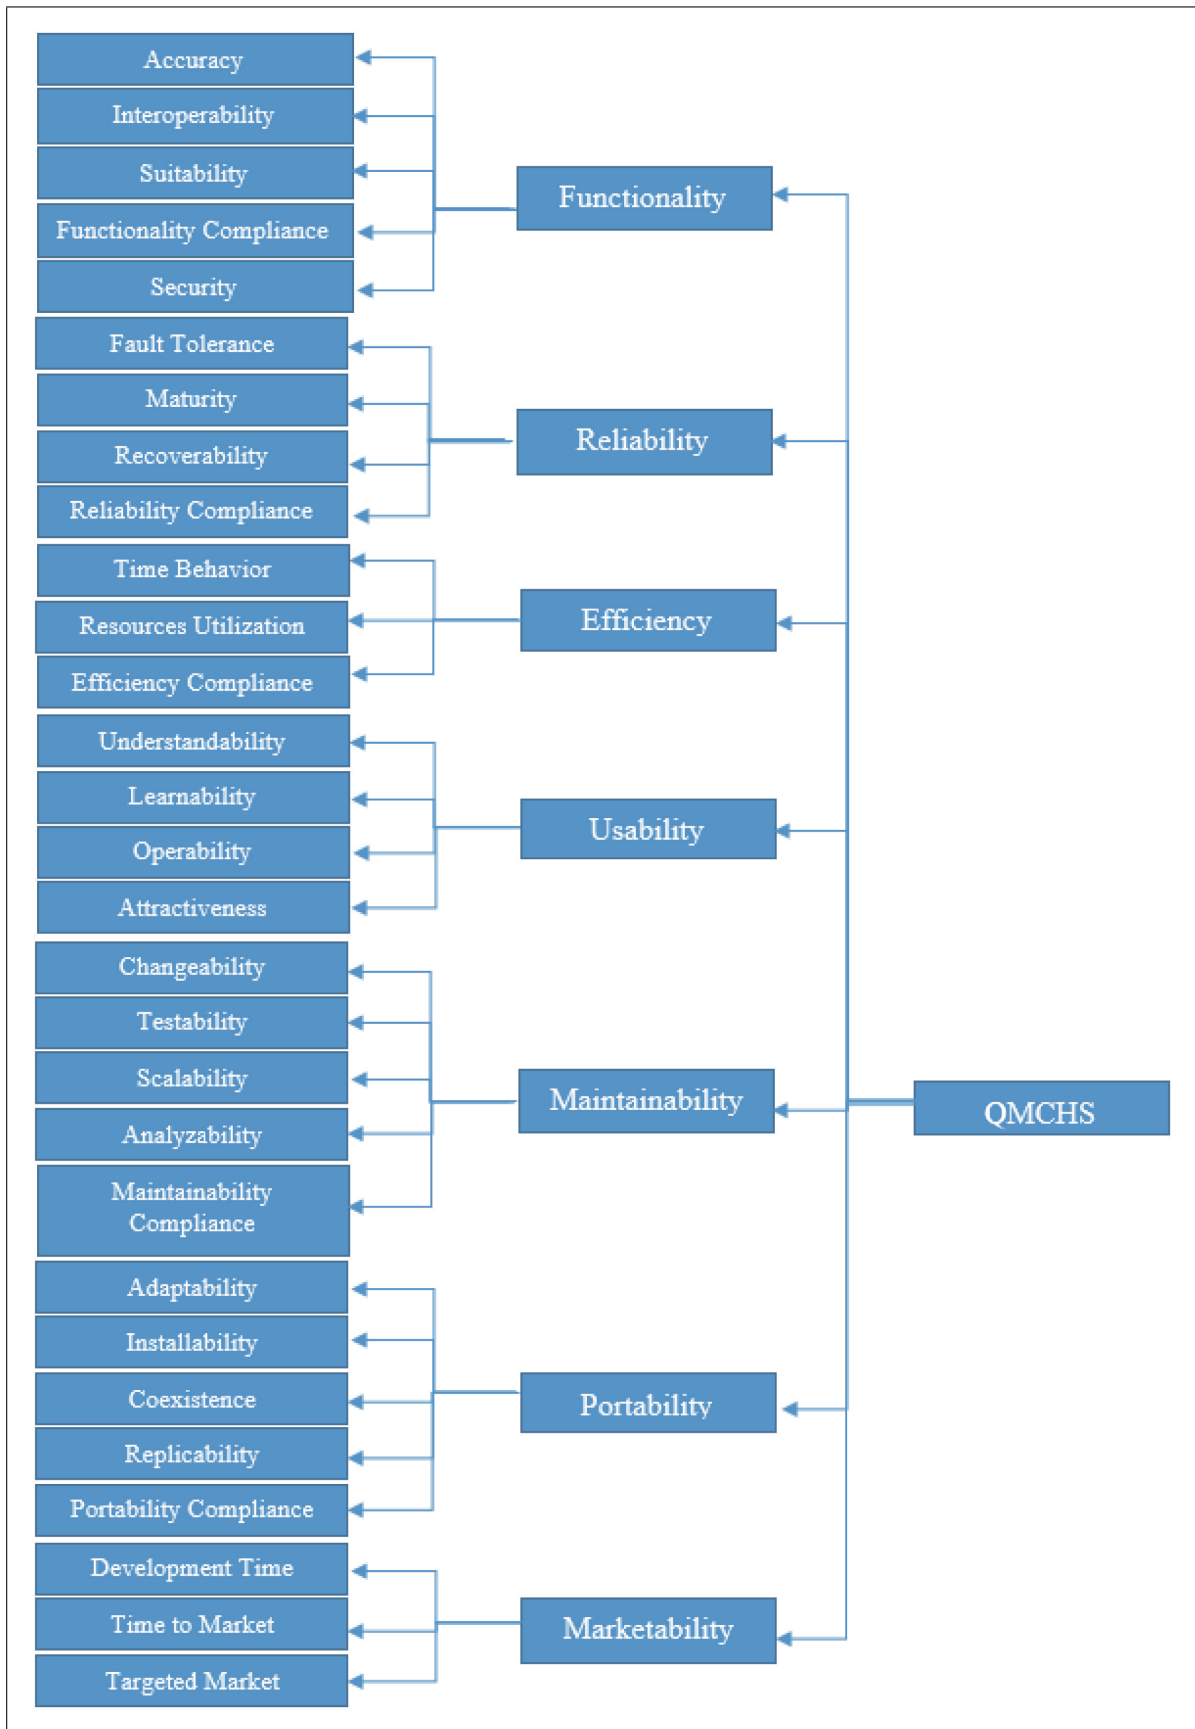 Accuracy
Interoperability
Suitability
Functionality Compliance
Security
Functionality
Fault Tolerance
Maturity
Recoverability
Reliability Compliance
Reliability
Time Behavior
Resources Utilization
Efficiency Compliance
Efficiency
Understandability
Learnability
Operability
Attractiveness
Usability
Changeability
Testability
Scalability
Analyzability
Maintainability
Compliance
Maintainability
QMCHS
Adaptability
Installability
Coexistence
Replicability
Portability Compliance
Portability
Development Time
Time to Market
Targeted Market
Marketability